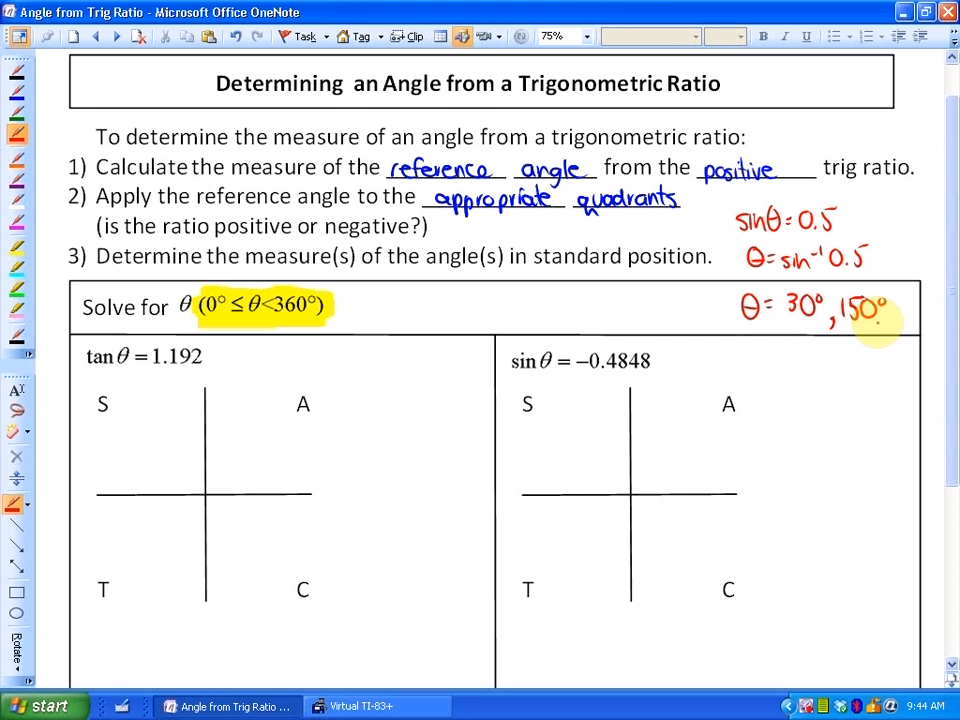 Angle from Trig Ratio - Microsoft Office OneNote
Task Tag Clip 75% B I U
Determining an Angle from a Trigonometric Ratio
To determine the measure of an angle from a trigonometric ratio:
1) Calculate the measure of the reference angle from the positive trig ratio.
2) Apply the reference angle to the appropriate quadrants
(is the ratio positive or negative?)
sinθ = 0.5
3) Determine the measure(s) of the angle(s) in standard position.
θ = sin⁻¹ 0.5
Solve for θ (0° ≤ θ<360°)
θ = 30°, 150°
tan θ = 1.192
sin θ = −0.4848
S A
S A
T C
T C
A
Rotate
start Angle from Trig Ratio ... Virtual TI-83+ 9:44 AM